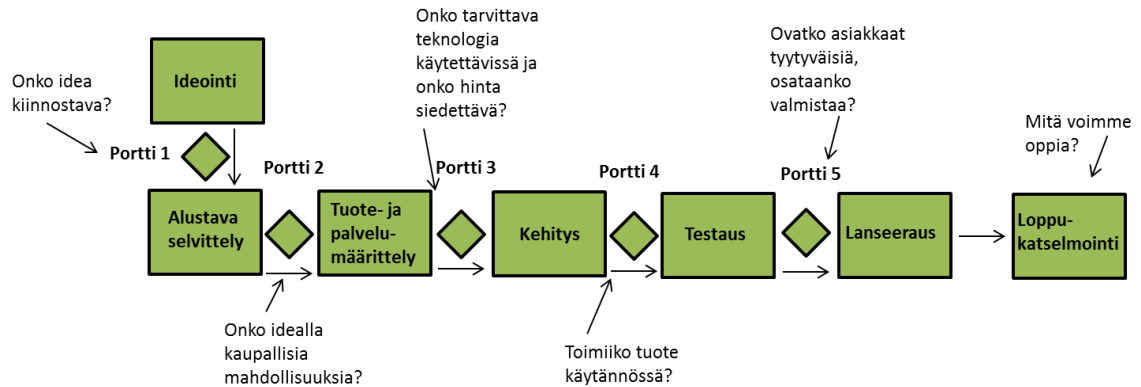 Onko idea
kiinnostava?
Ideointi
Portti 1
Alustava
selvittely
Portti 2
Onko idealla
kaupallisia
mahdollisuuksia?
Tuote- ja
palvelu-
määrittely
Onko tarvittava
teknologia
käytettävissä ja
onko hinta
siedettävä?
Portti 3
Kehitys
Portti 4
Toimiiko tuote
käytännössä?
Testaus
Ovatko asiakkaat
tyytyväisiä,
osataanko
valmistaa?
Portti 5
Lanseeraus
Mitä voimme
oppia?
Loppu-
katselmointi